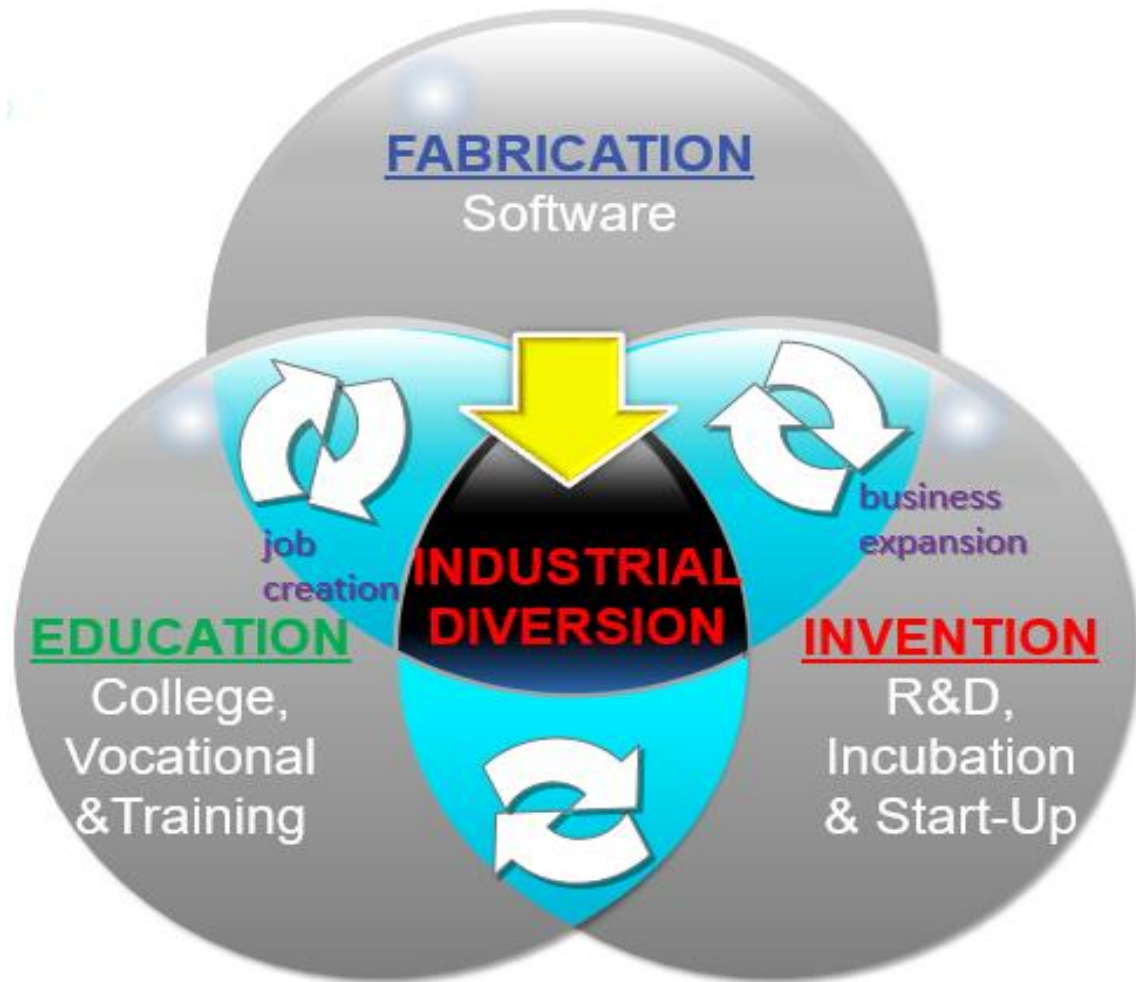 FABRICATION
Software
job
creation
business
expansion
INDUSTRIAL
DIVERSION
EDUCATION
College,
Vocational
&Training
INVENTION
R&D,
Incubation
& Start-Up